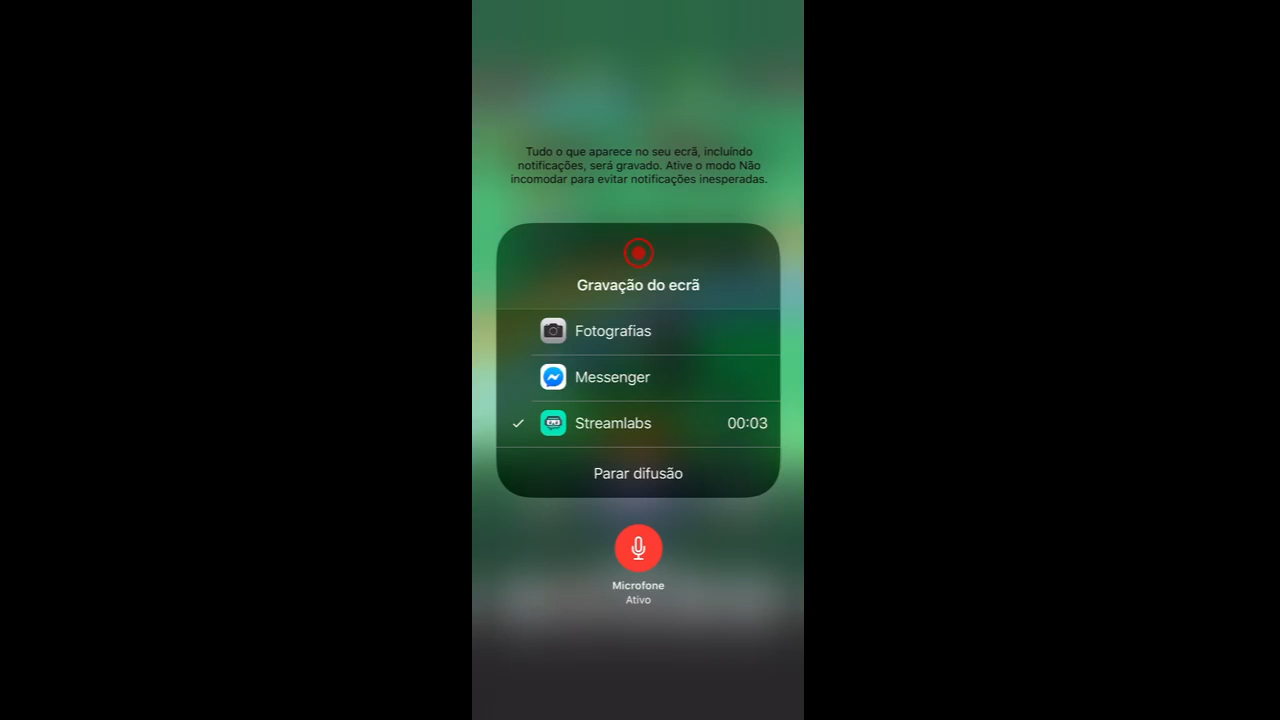 Tudo o que aparece no seu ecrã, incluíndo
notificações, será gravado. Ative o modo Não
incomodar para evitar notificações inesperadas.
Gravação do ecrã
Fotografias
Messenger
Streamlabs 00:03
Parar difusão
Microfone
Ativo